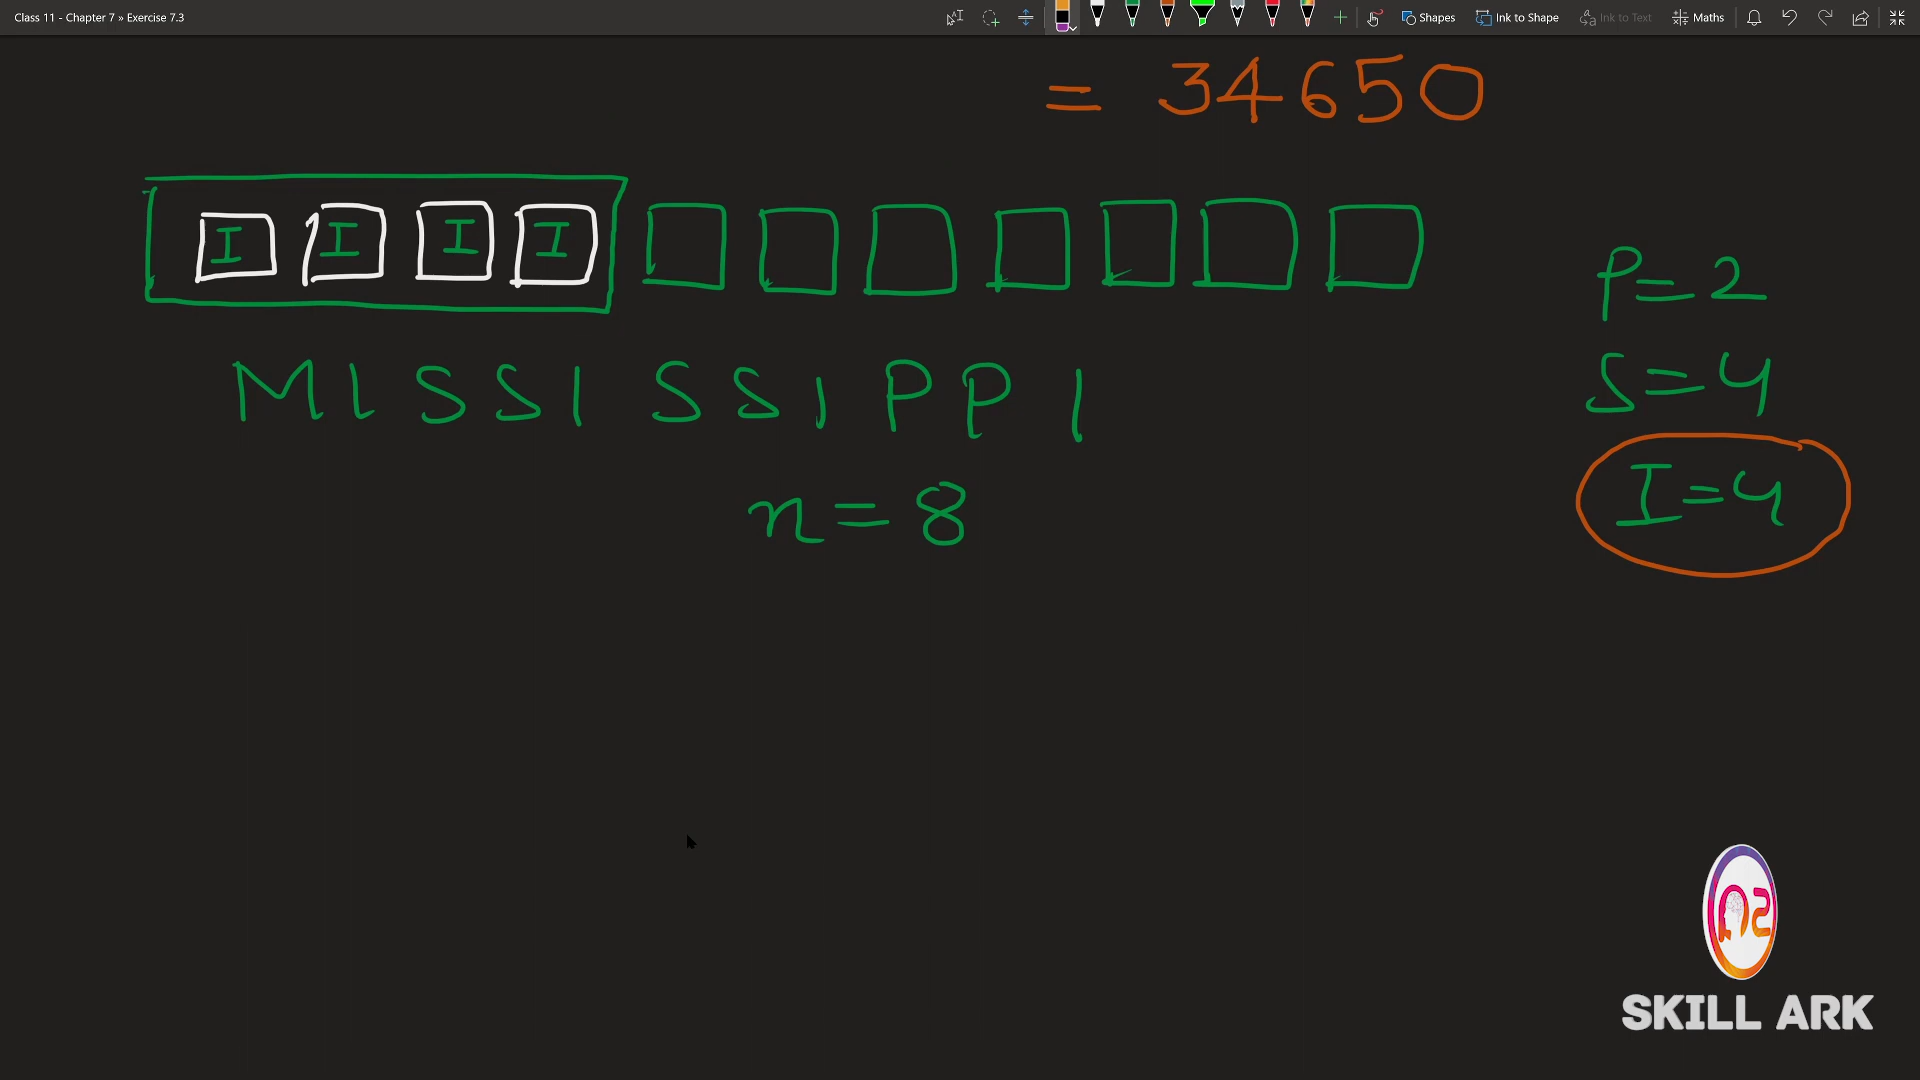 Class 11 - Chapter 7 » Exercise 7.3
Shapes
Ink to Shape
Ink to Text
Maths
= 34650
I I I I
P=2
MISSISSIPPI
S=4
I=4
n=8
SKILL ARK